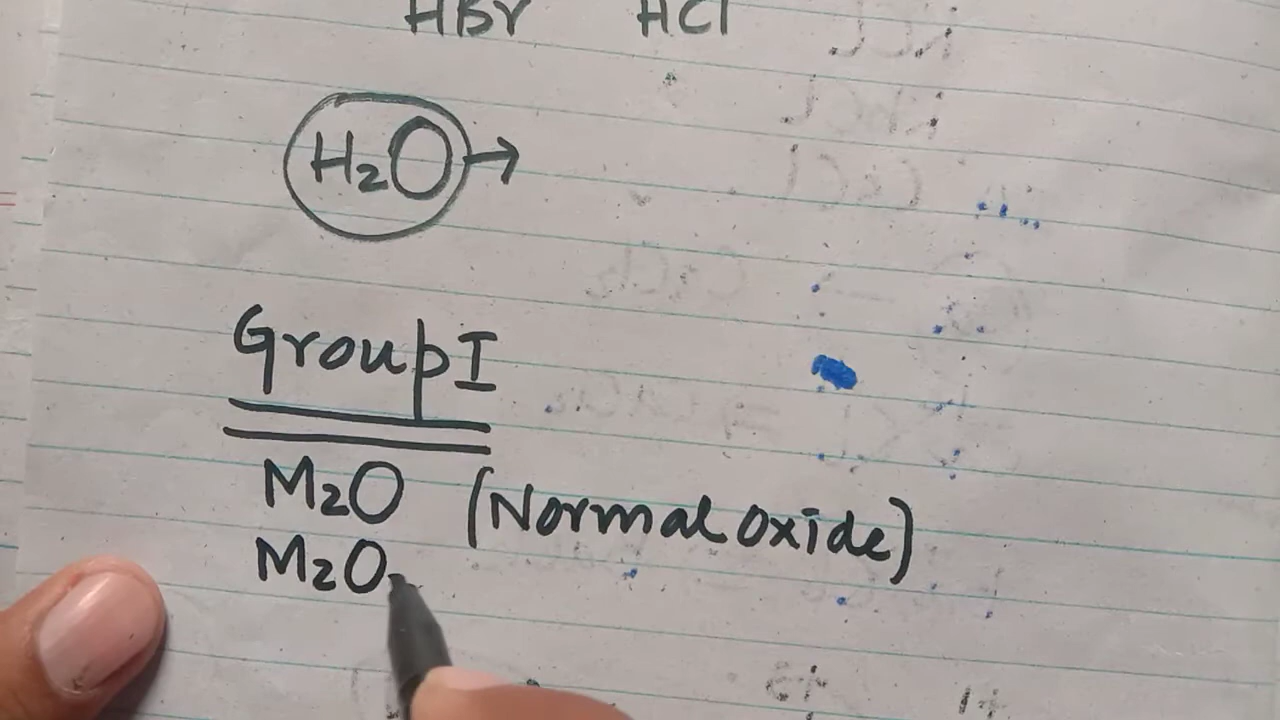 HBr HCl
H₂O →
Group I
M₂O (Normal Oxide)
M₂O